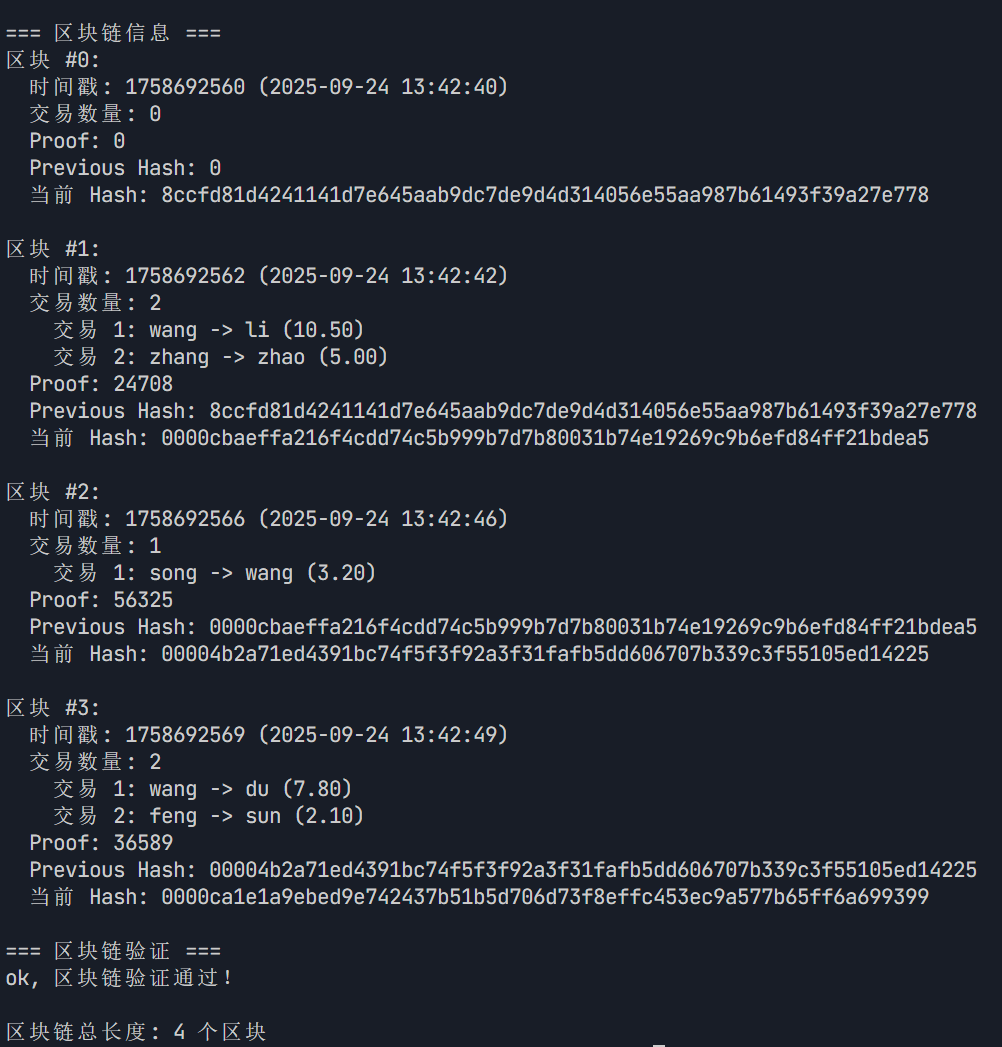 === 区块链信息 ===
区块 #0:
时间戳: 1758692560 (2025-09-24 13:42:40)
交易数量: 0
Proof: 0
Previous Hash: 0
当前 Hash: 8ccfd81d4241141d7e645aab9dc7de9d4d314056e55aa987b61493f39a27e778
区块 #1:
时间戳: 1758692562 (2025-09-24 13:42:42)
交易数量: 2
交易 1: wang -> li (10.50)
交易 2: zhang -> zhao (5.00)
Proof: 24708
Previous Hash: 8ccfd81d4241141d7e645aab9dc7de9d4d314056e55aa987b61493f39a27e778
当前 Hash: 0000cbaeffa216f4cdd74c5b999b7d7b80031b74e19269c9b6efd84ff21bdea5
区块 #2:
时间戳: 1758692566 (2025-09-24 13:42:46)
交易数量: 1
交易 1: song -> wang (3.20)
Proof: 56325
Previous Hash: 0000cbaeffa216f4cdd74c5b999b7d7b80031b74e19269c9b6efd84ff21bdea5
当前 Hash: 00004b2a71ed4391bc74f5f3f92a3f31fafb5dd606707b339c3f55105ed14225
区块 #3:
时间戳: 1758692569 (2025-09-24 13:42:49)
交易数量: 2
交易 1: wang -> du (7.80)
交易 2: feng -> sun (2.10)
Proof: 36589
Previous Hash: 00004b2a71ed4391bc74f5f3f92a3f31fafb5dd606707b339c3f55105ed14225
当前 Hash: 0000ca1e1a9ebed9e742437b51b5d706d73f8effc453ec9a577b65ff6a699399
=== 区块链验证 ===
ok, 区块链验证通过!
区块链总长度: 4 个区块